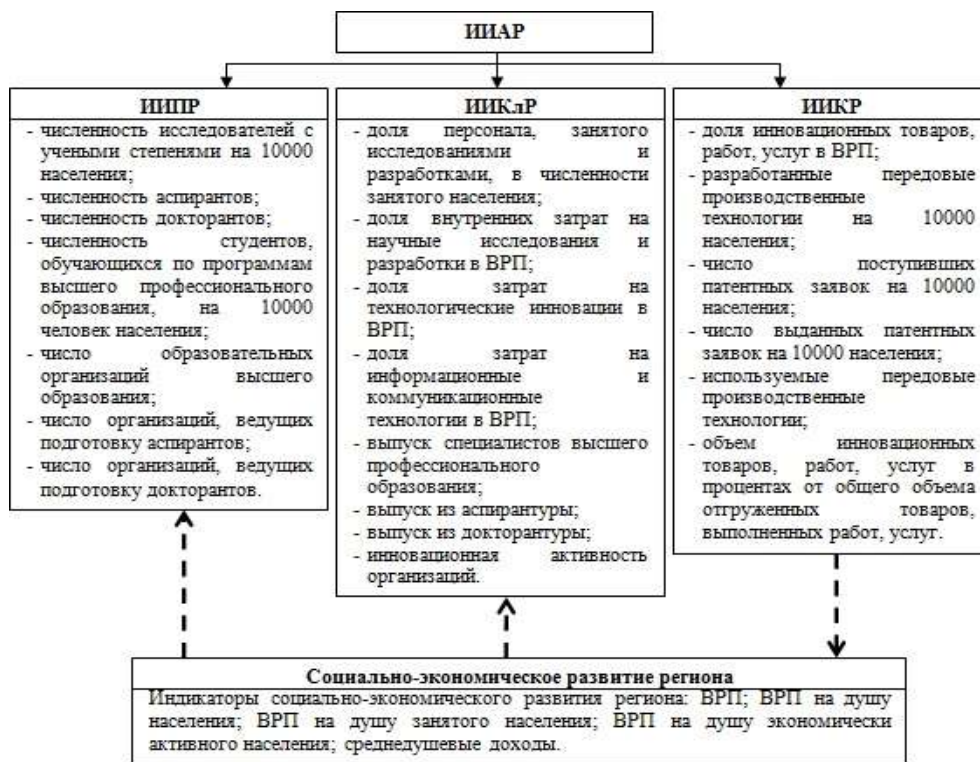 ИИАР
ИИПР
- численность исследователей с
учеными степенями на 10000
населения;
- численность аспирантов;
- численность докторантов;
- численность студентов,
обучающихся по программам
высшего профессионального
образования, на 10000
человек населения;
- число образовательных
организаций высшего
образования;
- число организаций, ведущих
подготовку аспирантов;
- число организаций, ведущих
подготовку докторантов.
ИИКлР
- доля персонала, занятого
исследованиями и
разработками, в численности
занятого населения;
- доля внутренних затрат на
научные исследования и
разработки в ВРП;
- доля затрат на
технологические инновации в
ВРП;
- доля затрат на
информационные и
коммуникационные
технологии в ВРП;
- выпуск специалистов высшего
профессионального
образования;
- выпуск из аспирантуры;
- выпуск из докторантуры;
- инновационная активность
организаций.
ИИКР
- доля инновационных товаров,
работ, услуг в ВРП;
- разработанные передовые
производственные
технологии на 10000
населения;
- число поступивших
патентных заявок на 10000
населения;
- число выданных патентных
заявок на 10000 населения;
- используемые передовые
производственные
технологии;
- объем инновационных
товаров, работ, услуг в
процентах от общего объема
отгруженных товаров,
выполненных работ, услуг.
Социально-экономическое развитие региона
Индикаторы социально-экономического развития региона: ВРП; ВРП на душу
населения; ВРП на душу занятого населения; ВРП на душу экономически
активного населения; среднедушевые доходы.